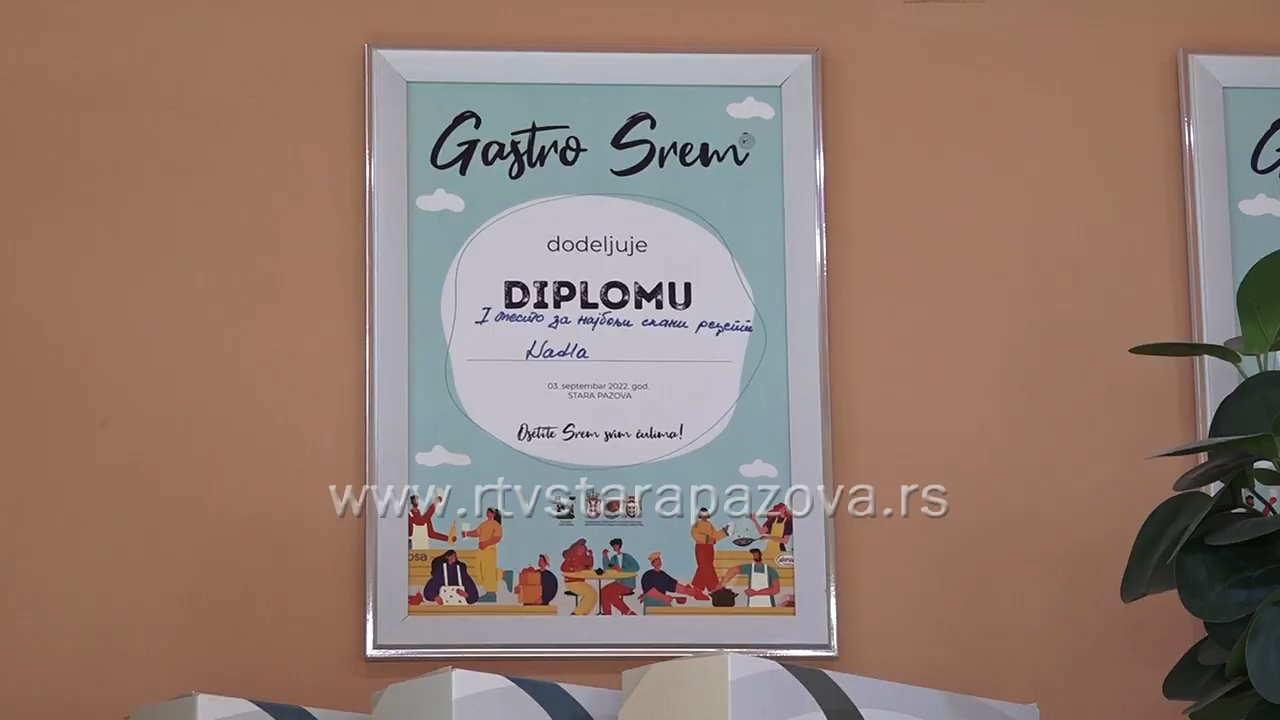 Gastro Srem
dodeljuje
DIPLOMU
I место за најбољи слани рецепт
Nadla
03. septembar 2022. god.
STARA PAZOVA
Osetite Srem svim čulima!
www.rtvstarapazova.rs